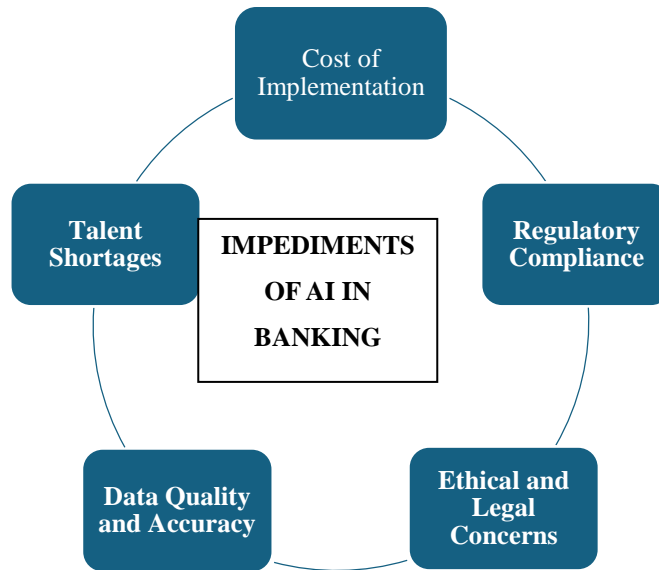 Cost of
Implementation
Talent
Shortages
IMPEDIMENTS
OF AI IN
BANKING
Regulatory
Compliance
Data Quality
and Accuracy
Ethical and
Legal
Concerns